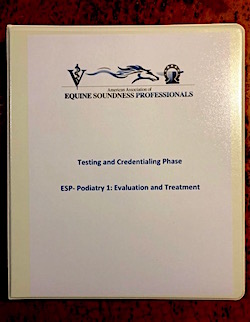 American Association of
EQUINE SOUNDNESS PROFESSIONALS
Testing and Credentialing Phase
ESP- Podiatry 1: Evaluation and Treatment